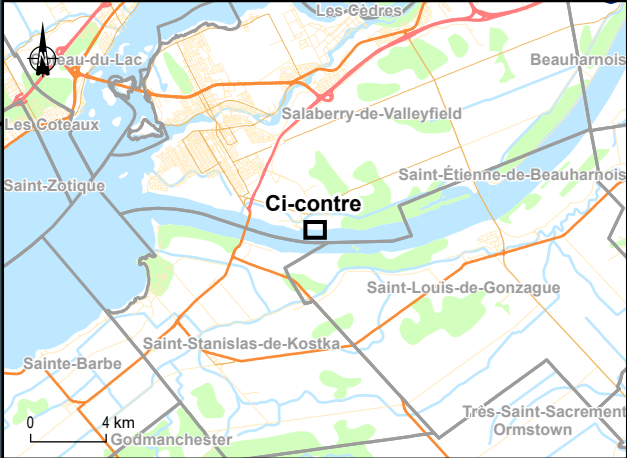 Les Cèdres
N
eau-du-Lac
Beauharnois
Salaberry-de-Valleyfield
Les Coteaux
Saint-Étienne-de-Beauharnois
Saint-Zotique
Ci-contre
Saint-Louis-de-Gonzague
Saint-Stanislas-de-Kostka
Sainte-Barbe
0 4 km
Très-Saint-Sacrement
Ormstown
Godmanchester